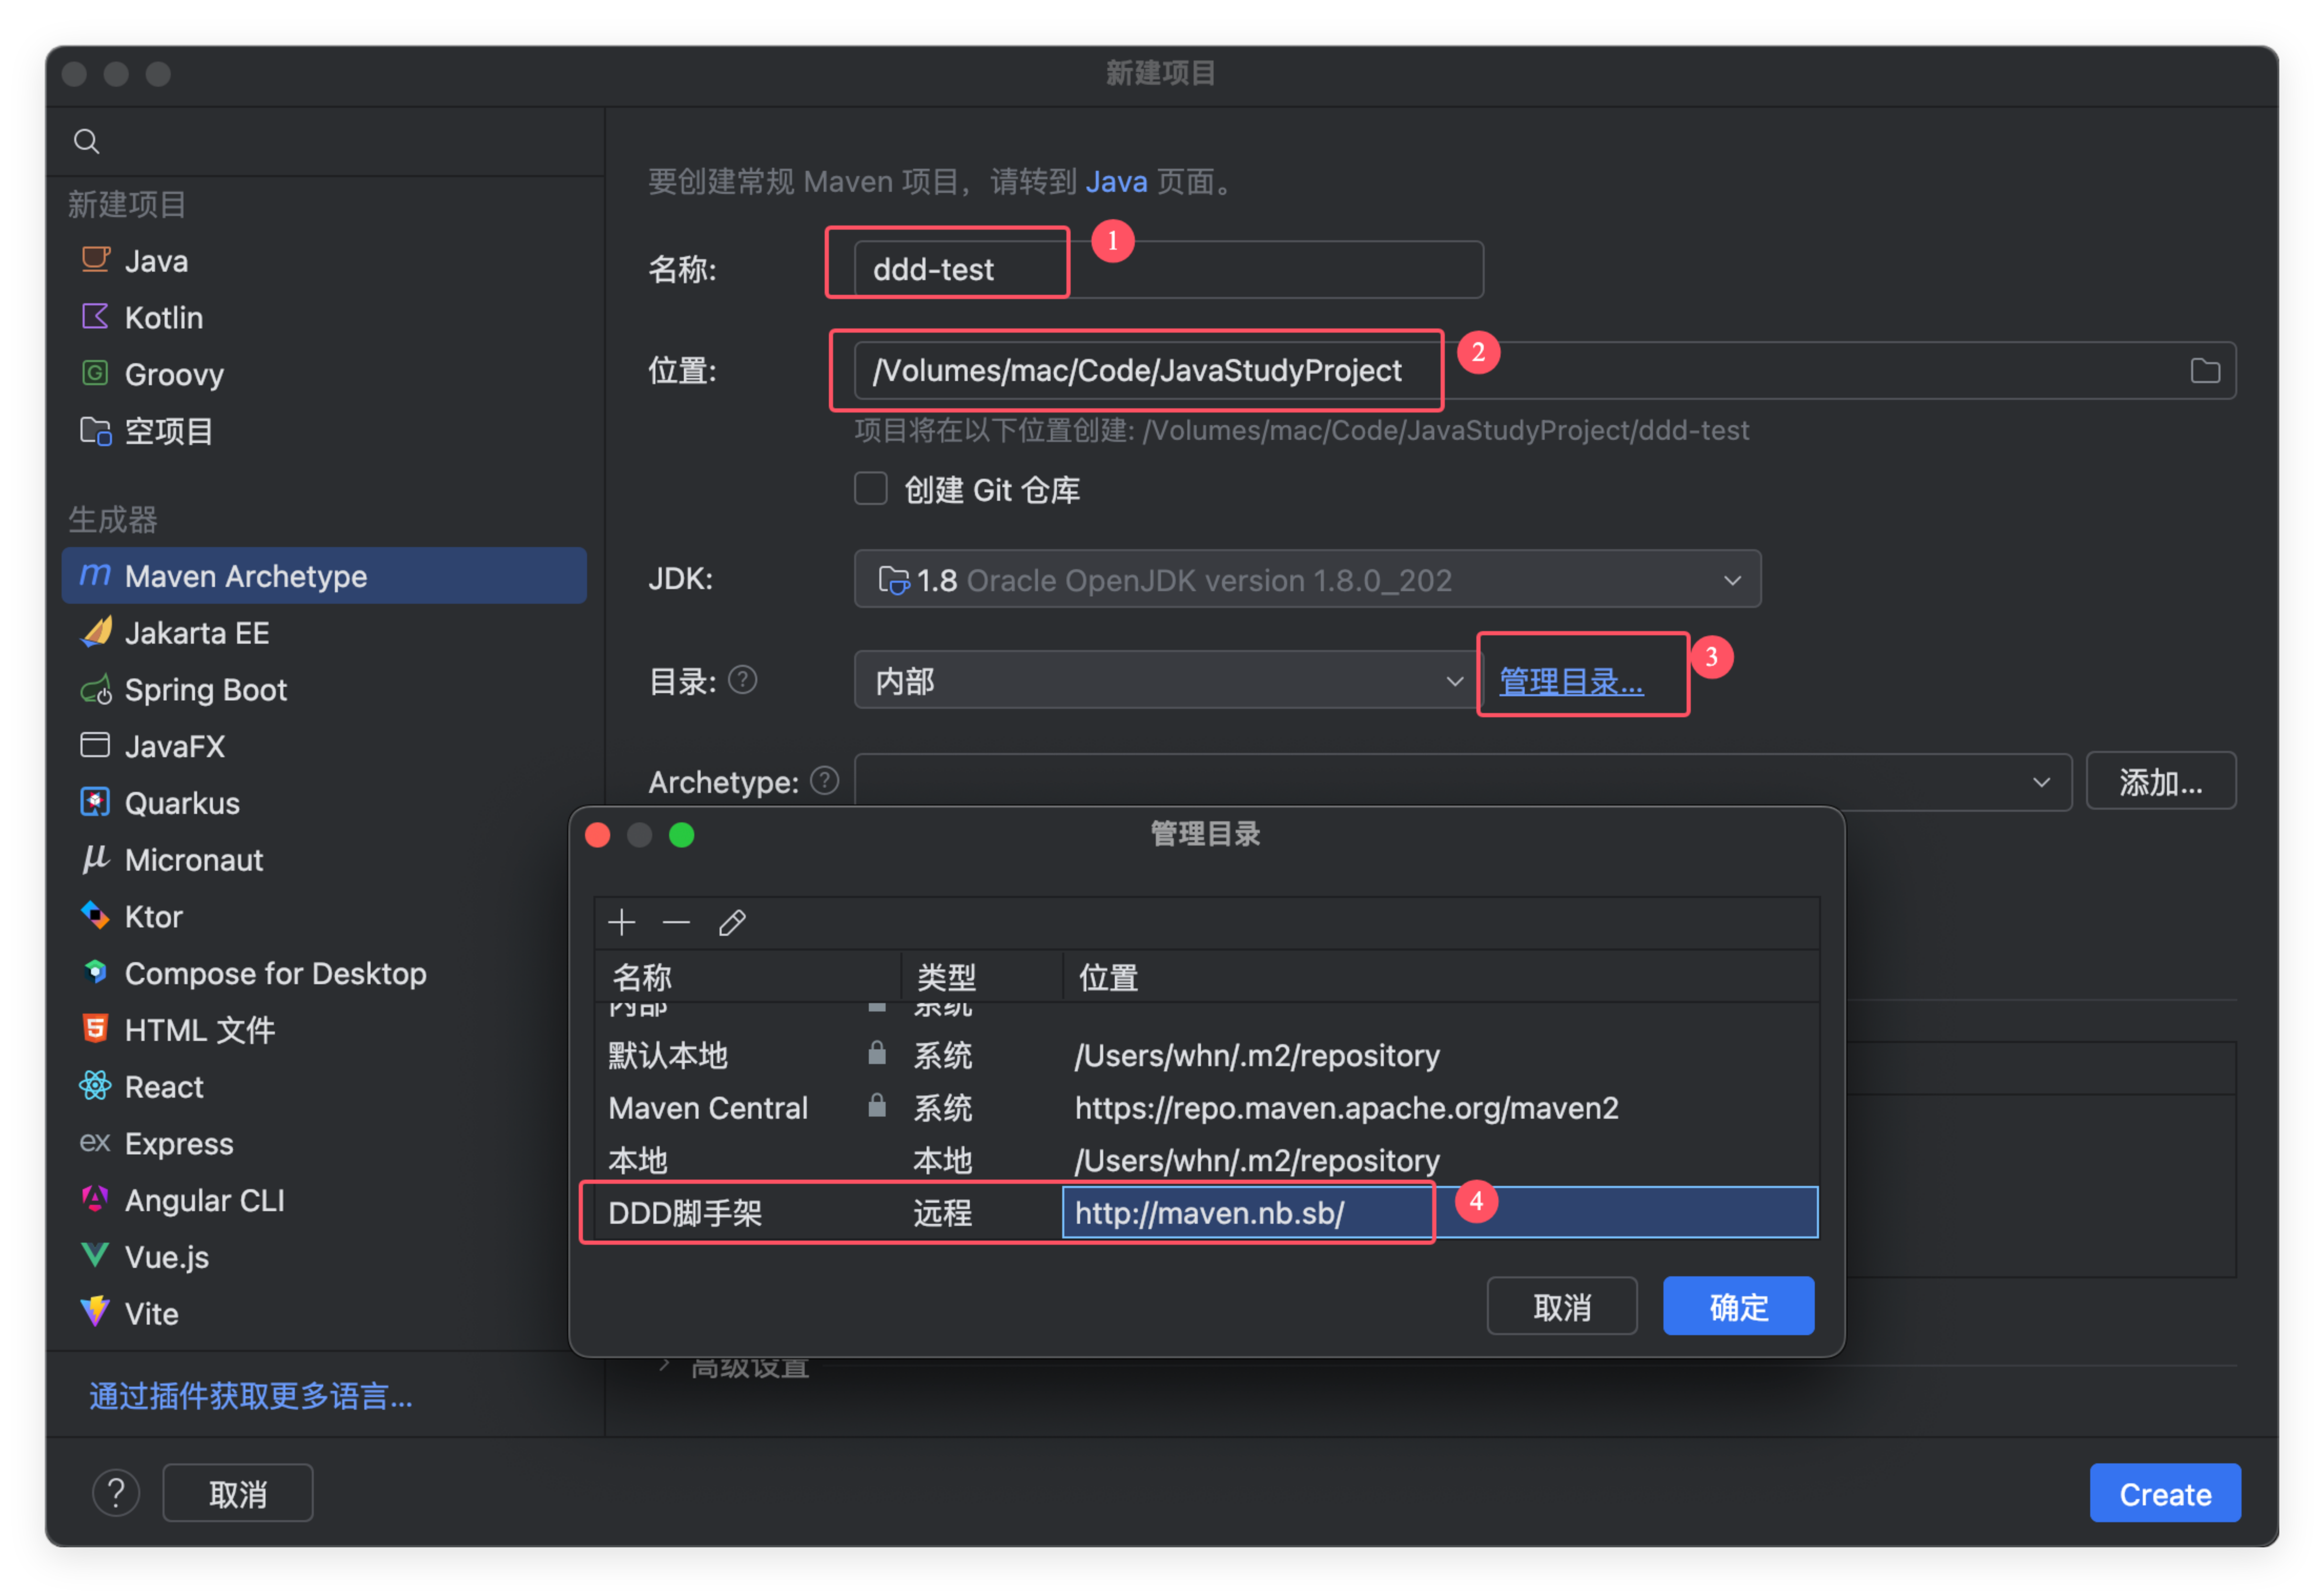 新建项目
新建项目
Java
Kotlin
Groovy
空项目
生成器
Maven Archetype
Jakarta EE
Spring Boot
JavaFX
Quarkus
Micronaut
Ktor
Compose for Desktop
HTML 文件
React
Express
Angular CLI
Vue.js
Vite
通过插件获取更多语言...
要创建常规 Maven 项目，请转到 Java 页面。
名称: ddd-test 1
位置: /Volumes/mac/Code/JavaStudyProject 2
项目将在以下位置创建: /Volumes/mac/Code/JavaStudyProject/ddd-test
创建 Git 仓库
JDK: 1.8 Oracle OpenJDK version 1.8.0_202
目录: ? 内部 管理目录... 3
Archetype: ? 添加...
管理目录
名称 类型 位置
内部 系统
默认本地 系统 /Users/whn/.m2/repository
Maven Central 系统 https://repo.maven.apache.org/maven2
本地 本地 /Users/whn/.m2/repository
DDD脚手架 远程 http://maven.nb.sb/ 4
取消 确定
高级设置
? 取消 Create